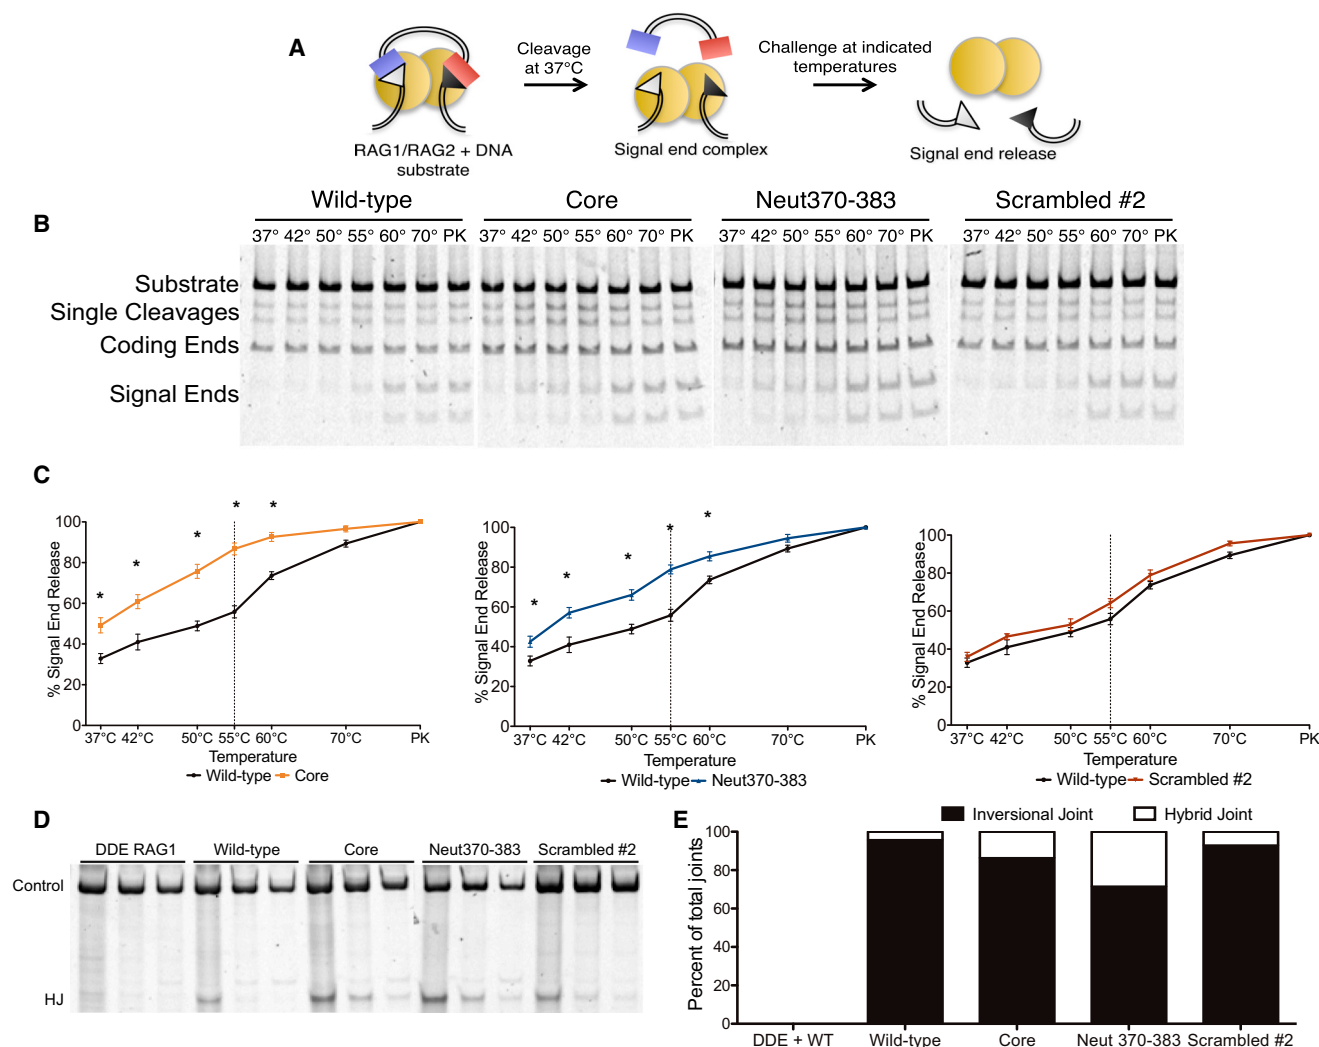 A
Cleavage
at 37°C
Challenge at indicated
temperatures
RAG1/RAG2 + DNA
substrate
Signal end complex
Signal end release
B
Wild-type
Core
Neut370-383
Scrambled #2
37° 42° 50° 55° 60° 70° PK
37° 42° 50° 55° 60° 70° PK
37° 42° 50° 55° 60° 70° PK
37° 42° 50° 55° 60° 70° PK
Substrate
Single Cleavages
Coding Ends
Signal Ends
C
% Signal End Release
100
80
60
40
20
0
* * * * *
37°C 42°C 50°C 55°C 60°C 70°C PK
Temperature
Wild-type Core
% Signal End Release
100
80
60
40
20
0
* * * * *
37°C 42°C 50°C 55°C 60°C 70°C PK
Temperature
Wild-type Neut370-383
% Signal End Release
100
80
60
40
20
0
37°C 42°C 50°C 55°C 60°C 70°C PK
Temperature
Wild-type Scrambled #2
D
DDE RAG1 Wild-type Core Neut370-383 Scrambled #2
Control
HJ
E
Inversional Joint Hybrid Joint
Percent of total joints
100
80
60
40
20
0
DDE + WT Wild-type Core Neut 370-383 Scrambled #2